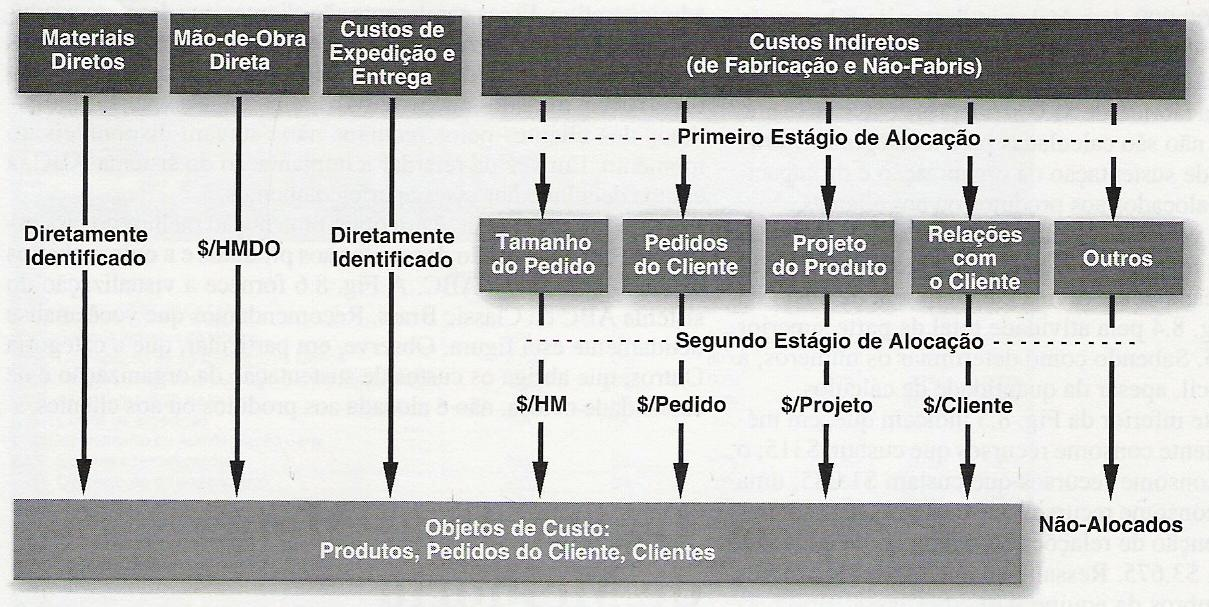 Materiais
Diretos
Mão-de-Obra
Direta
Custos de
Expedição e
Entrega
Custos Indiretos
(de Fabricação e Não-Fabris)
Primeiro Estágio de Alocação
Diretamente
Identificado
$/HMDO
Diretamente
Identificado
Tamanho
do Pedido
Pedidos
do Cliente
Projeto
do Produto
Relações
com
o Cliente
Outros
Segundo Estágio de Alocação
$/HM
$/Pedido
$/Projeto
$/Cliente
Objetos de Custo:
Produtos, Pedidos do Cliente, Clientes
Não-Alocados